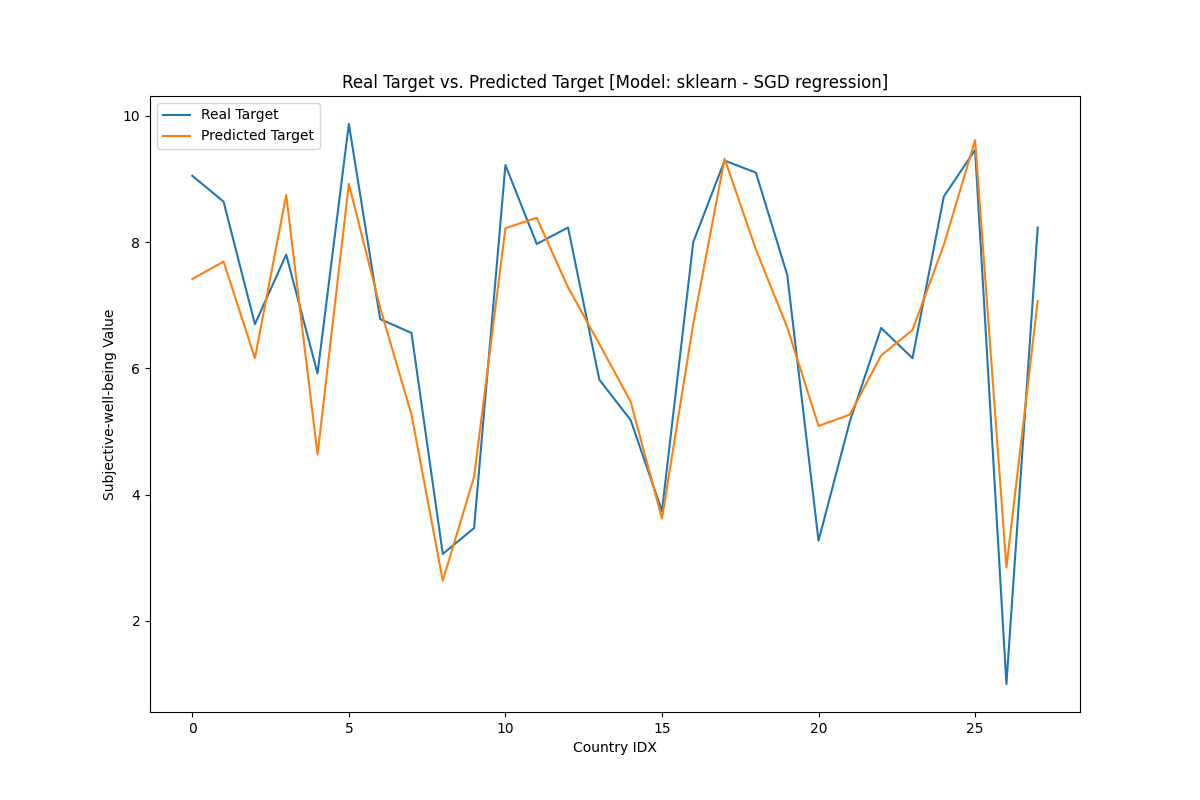 Real Target vs. Predicted Target [Model: sklearn - SGD regression]
Real Target
Predicted Target
10
8
6
4
2
Subjective-well-being Value
0 5 10 15 20 25
Country IDX